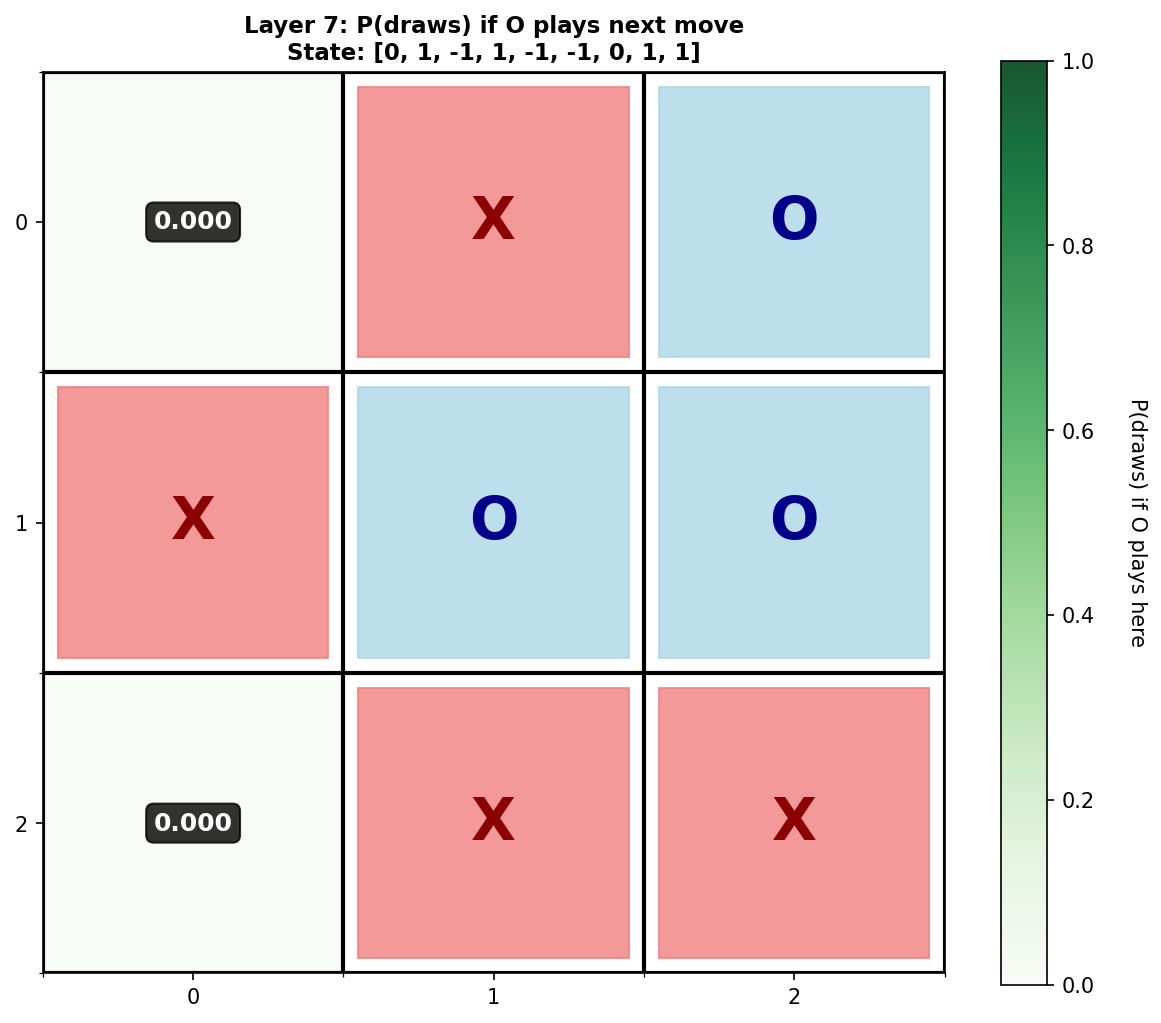 Layer 7: P(draws) if O plays next move
State: [0, 1, -1, 1, -1, -1, 0, 1, 1]
0
0.000
X
O
1
X
O
O
2
0.000
X
X
0
1
2
1.0
0.8
0.6
0.4
0.2
0.0
P(draws) if O plays here